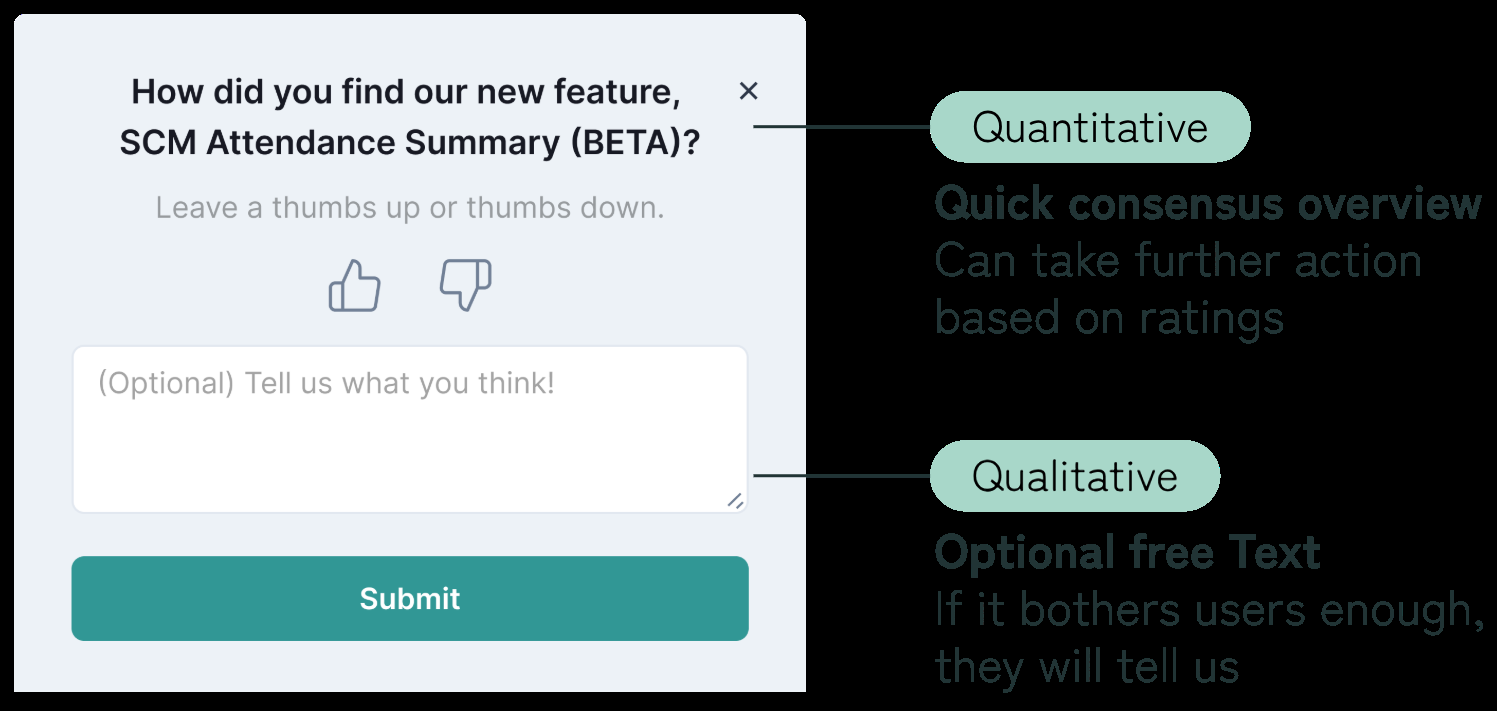 How did you find our new feature,
SCM Attendance Summary (BETA)?
Leave a thumbs up or thumbs down.
(Optional) Tell us what you think!
Submit
Quantitative
Quick consensus overview
Can take further action
based on ratings
Qualitative
Optional free Text
If it bothers users enough,
they will tell us